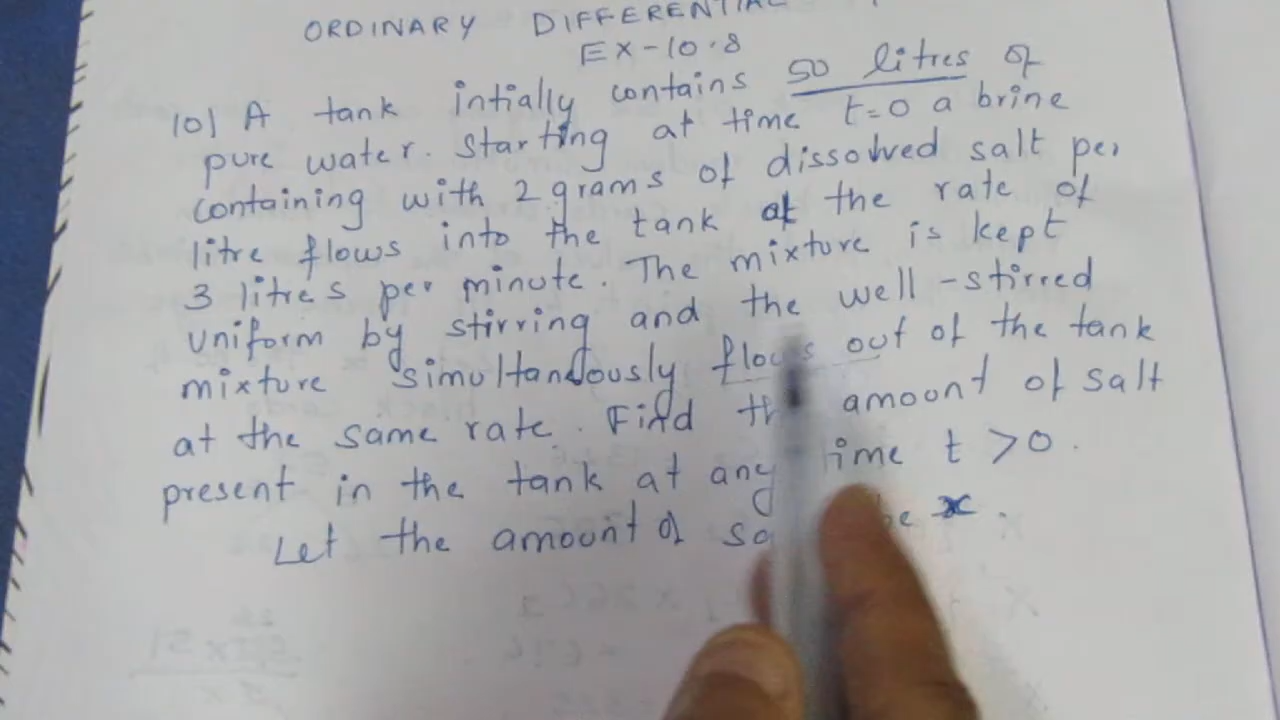 ORDINARY DIFFERENTIAL
EX-10.8
10) A tank intially contains 50 litres of
pure water. Starting at time t=0 a brine
containing with 2 grams of dissolved salt per
litre flows into the tank at the rate of
3 litres per minute. The mixture is kept
uniform by stirring and the well-stirred
mixture simultandously flows out of the tank
at the same rate. Find the amount of salt
present in the tank at any time t >0.
Let the amount of be x.